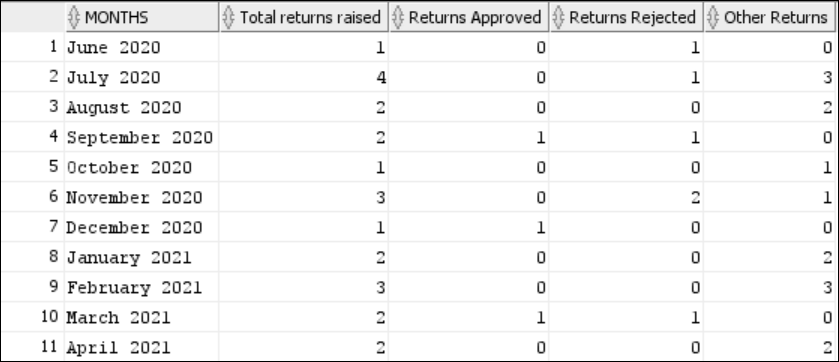 MONTHS Total returns raised Returns Approved Returns Rejected Other Returns
1 June 2020 1 0 1 0
2 July 2020 4 0 1 3
3 August 2020 2 0 0 2
4 September 2020 2 1 1 0
5 October 2020 1 0 0 1
6 November 2020 3 0 2 1
7 December 2020 1 1 0 0
8 January 2021 2 0 0 2
9 February 2021 3 0 0 3
10 March 2021 2 1 1 0
11 April 2021 2 0 0 2